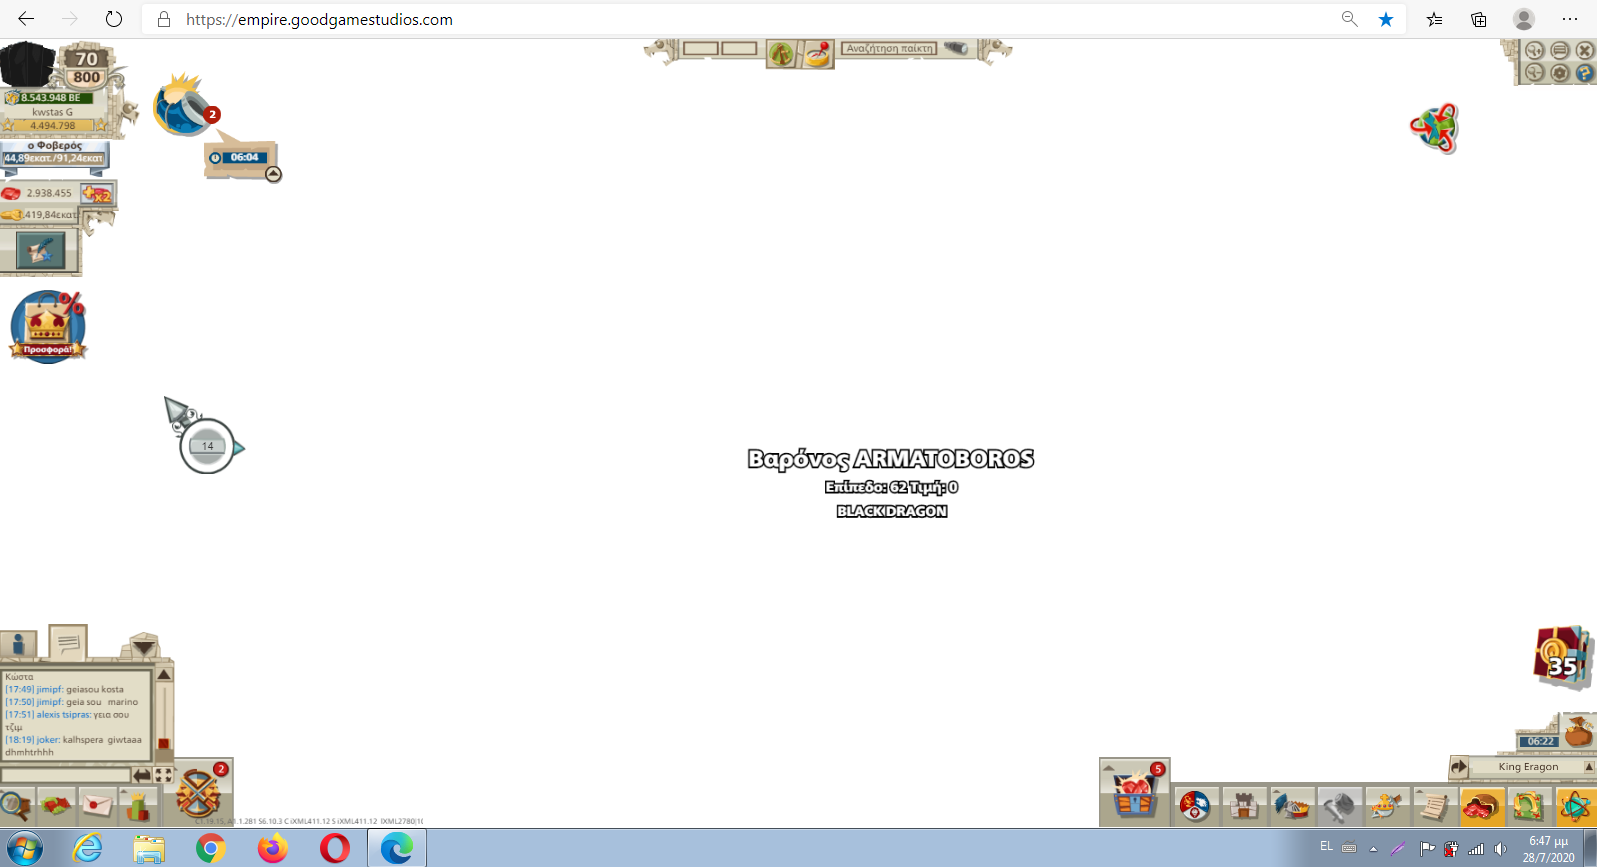 https://empire.goodgamestudios.com
70
800
8.543.948 BE
kwstas G
4.494.798
ο Φοβερός
44,89εκατ./91,24εκατ
2.938.455
x2
419,84εκατ
2
06:04
Αναζήτηση παίκτη
%
Προσφορά!
14
Βαρόνος ARMATOBOROS
Επίπεδο: 62 Τιμή: 0
BLACKDRAGON
Κώστα
[17:49] jimipf: geiasou kosta
[17:50] jimipf: geia sou marino
[17:51] alexis tsipras: γεια σου
τζιμ
[18:19] joker: kalhspera giwtaaa
dhmhtrhhh
2
35
06:22
King Eragon
5
EL
6:47 μμ
28/7/2020